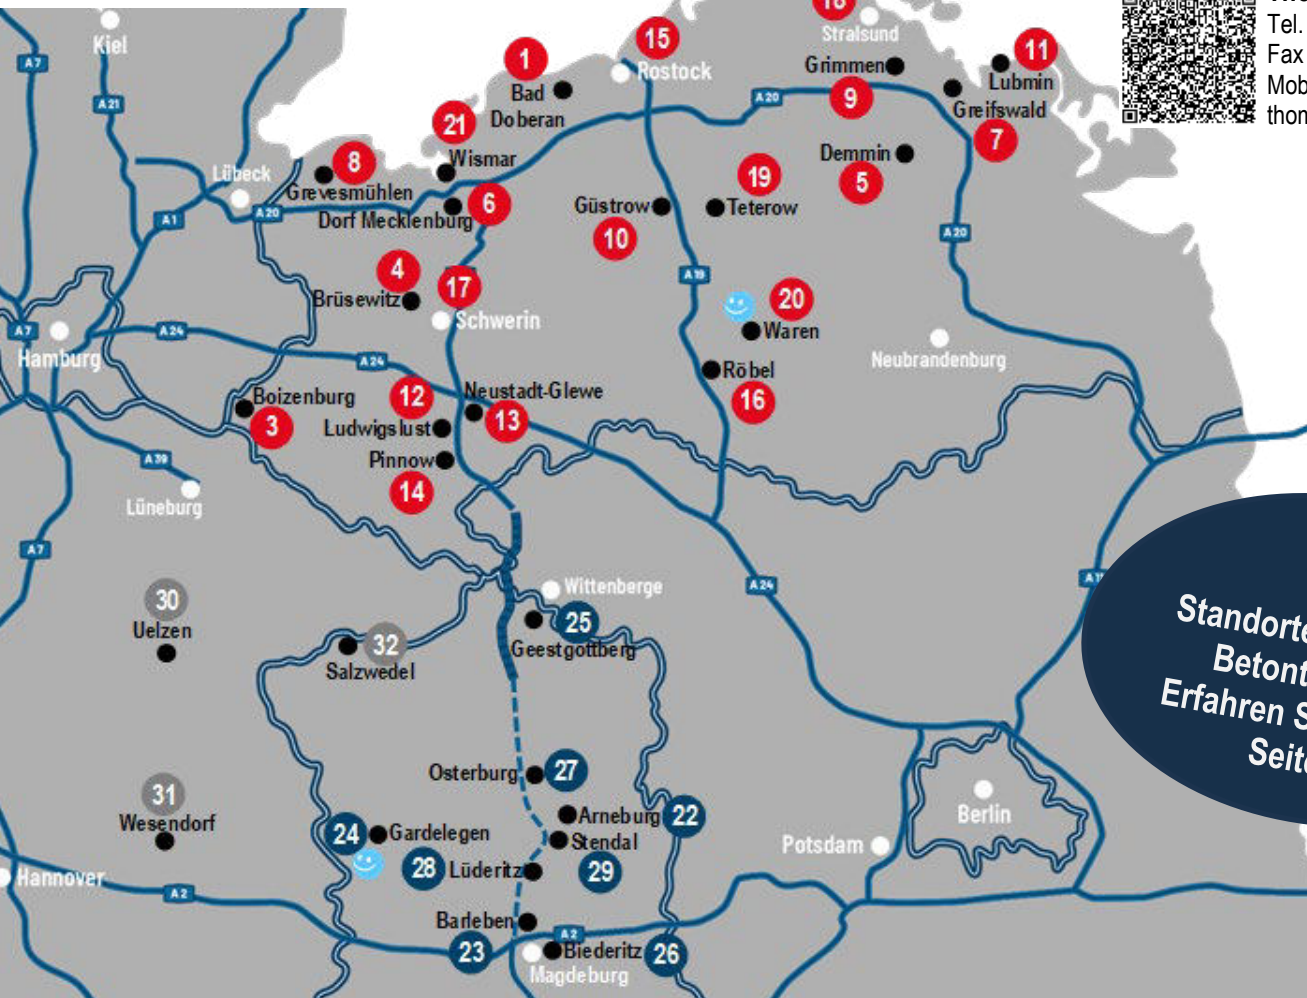 18
Stralsund
Kiel
15
Rostock
1
Bad
Doberan
Grimmen
9
11
Lubmin
Greifswald
7
Tel.
Fax
Mob
A7
A21
A20
21
Wismar
8
Grevesmühlen
Lübeck
A20
Dorf Mecklenburg
6
Demmin
5
19
Teterow
Güstrow
10
A1
A20
4
Brüsewitz
17
Schwerin
A19
20
Waren
A7
Hamburg
A24
A24
Neubrandenburg
Röbel
16
Boizenburg
3
12
Ludwigslust
Neustadt-Glewe
13
Pinnow
14
A39
Lüneburg
A7
A24
30
Uelzen
Wittenberge
25
Geestgottberg
32
Salzwedel
Standorte
Betont
Erfahren S
Seite
Osterburg
27
31
Wesendorf
24
Gardelegen
Arneburg
22
Stendal
29
28
Lüderitz
Berlin
Potsdam
Hannover
A2
Barleben
23
A2
Biederitz
26
Magdeburg